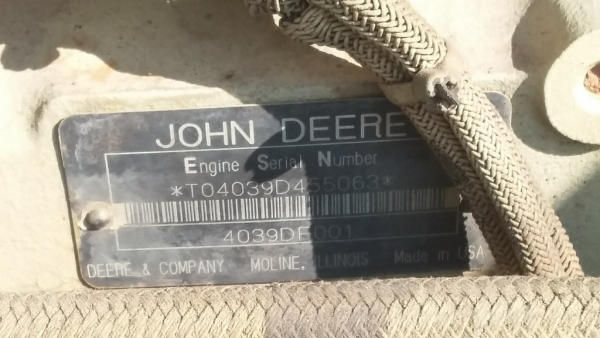 JOHN DEERE
Engine Serial Number
*T04039D455063*
4039DF001
DEERE & COMPANY MOLINE, ILLINOIS Made in USA